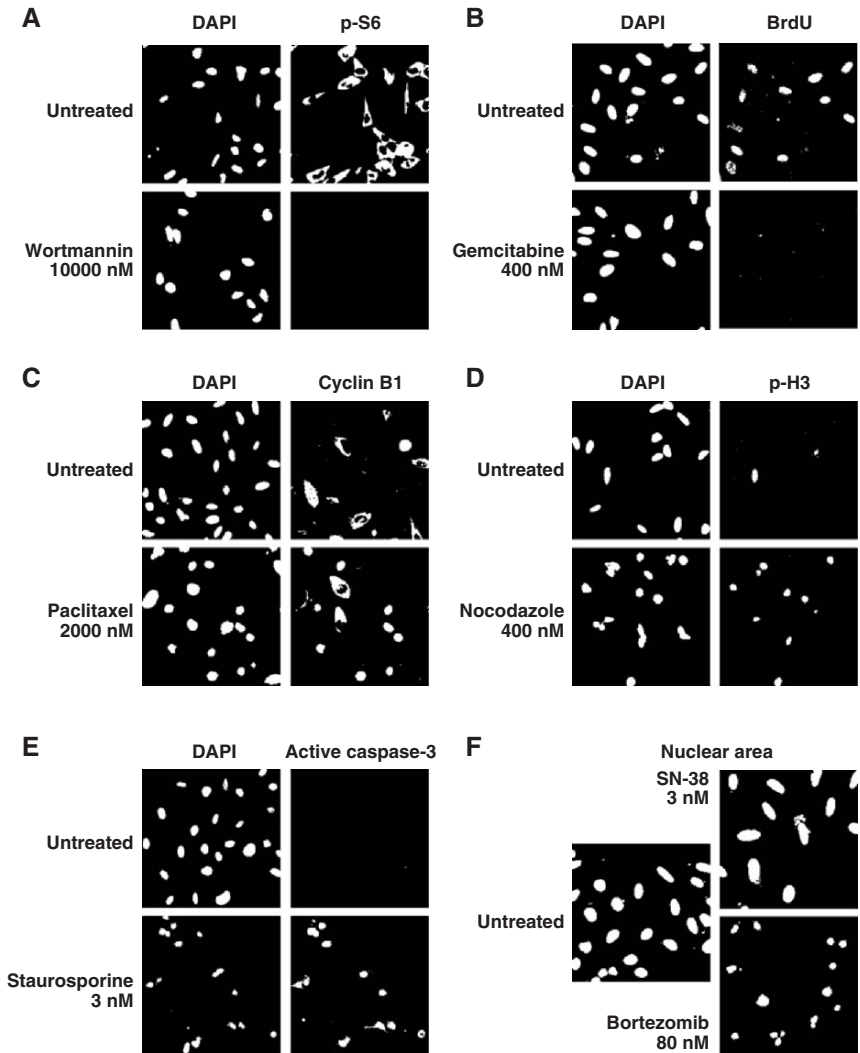 A
DAPI
p-S6
Untreated
Wortmannin
10000 nM
B
DAPI
BrdU
Untreated
Gemcitabine
400 nM
C
DAPI
Cyclin B1
Untreated
Paclitaxel
2000 nM
D
DAPI
p-H3
Untreated
Nocodazole
400 nM
E
DAPI
Active caspase-3
Untreated
Staurosporine
3 nM
F
Nuclear area
SN-38
3 nM
Untreated
Bortezomib
80 nM